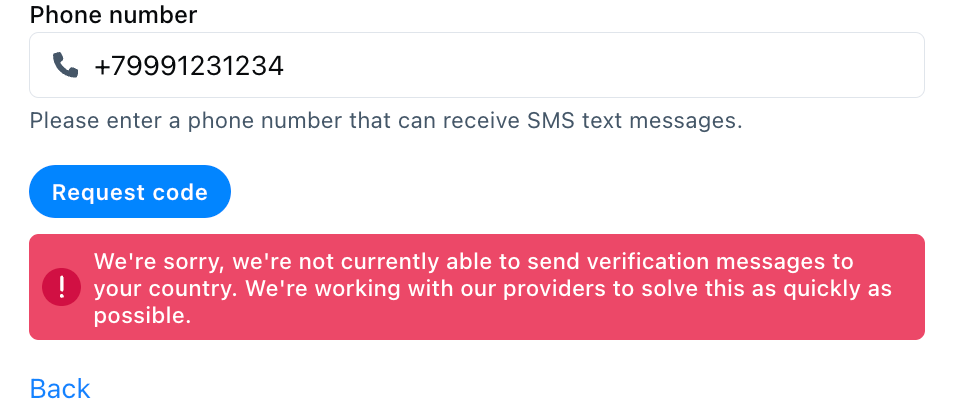 Phone number
+79991231234
Please enter a phone number that can receive SMS text messages.
Request code
We're sorry, we're not currently able to send verification messages to
your country. We're working with our providers to solve this as quickly as
possible.
Back